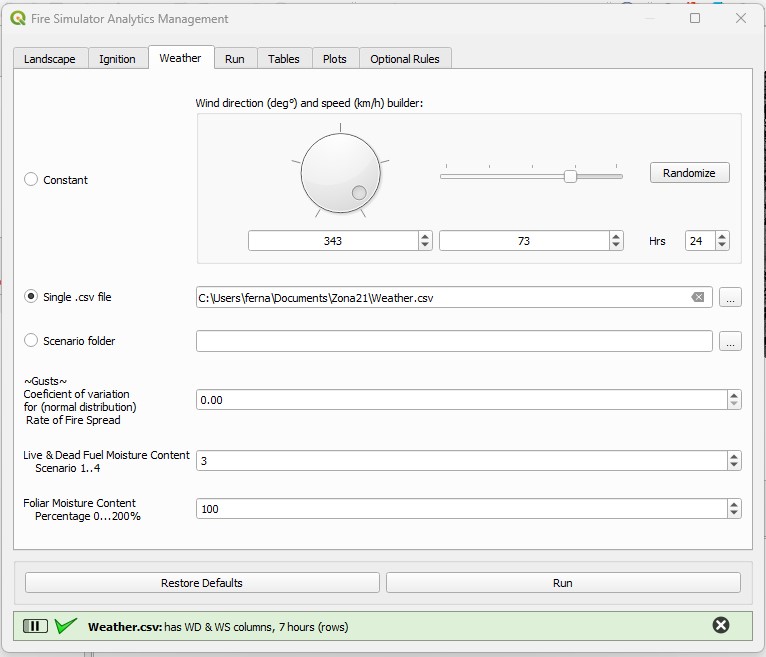 Fire Simulator Analytics Management
Landscape Ignition Weather Run Tables Plots Optional Rules
Wind direction (deg°) and speed (km/h) builder:
Constant
Randomize
343 73 Hrs 24
Single .csv file C:\Users\ferna\Documents\Zona21\Weather.csv ...
Scenario folder ...
~Gusts~
Coeficient of variation
for (normal distribution)
Rate of Fire Spread
0.00
Live & Dead Fuel Moisture Content
Scenario 1..4
3
Foliar Moisture Content
Percentage 0...200%
100
Restore Defaults Run
Weather.csv: has WD & WS columns, 7 hours (rows)